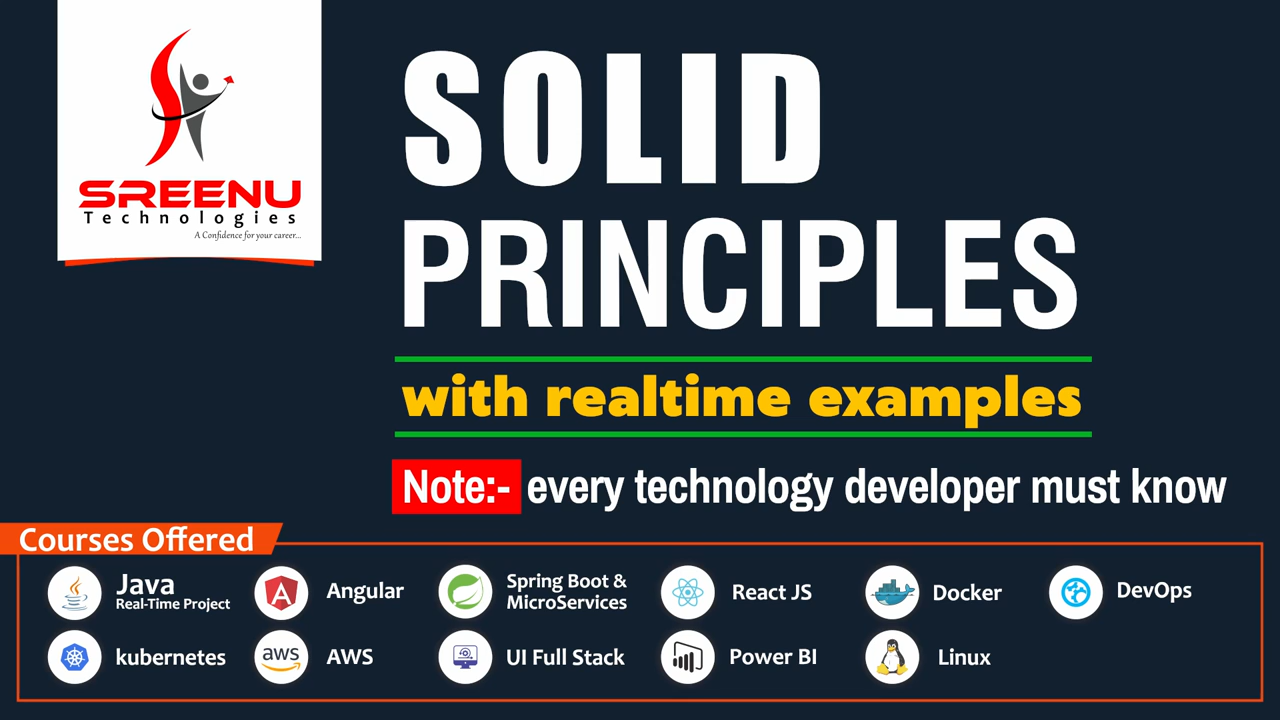 SREENU
Technologies
A Confidence for your career...
SOLID
PRINCIPLES
with realtime examples
Note:- every technology developer must know
Courses Offered
Java
Real-Time Project
Angular
Spring Boot &
MicroServices
React JS
Docker
DevOps
kubernetes
aws
AWS
UI Full Stack
Power BI
Linux